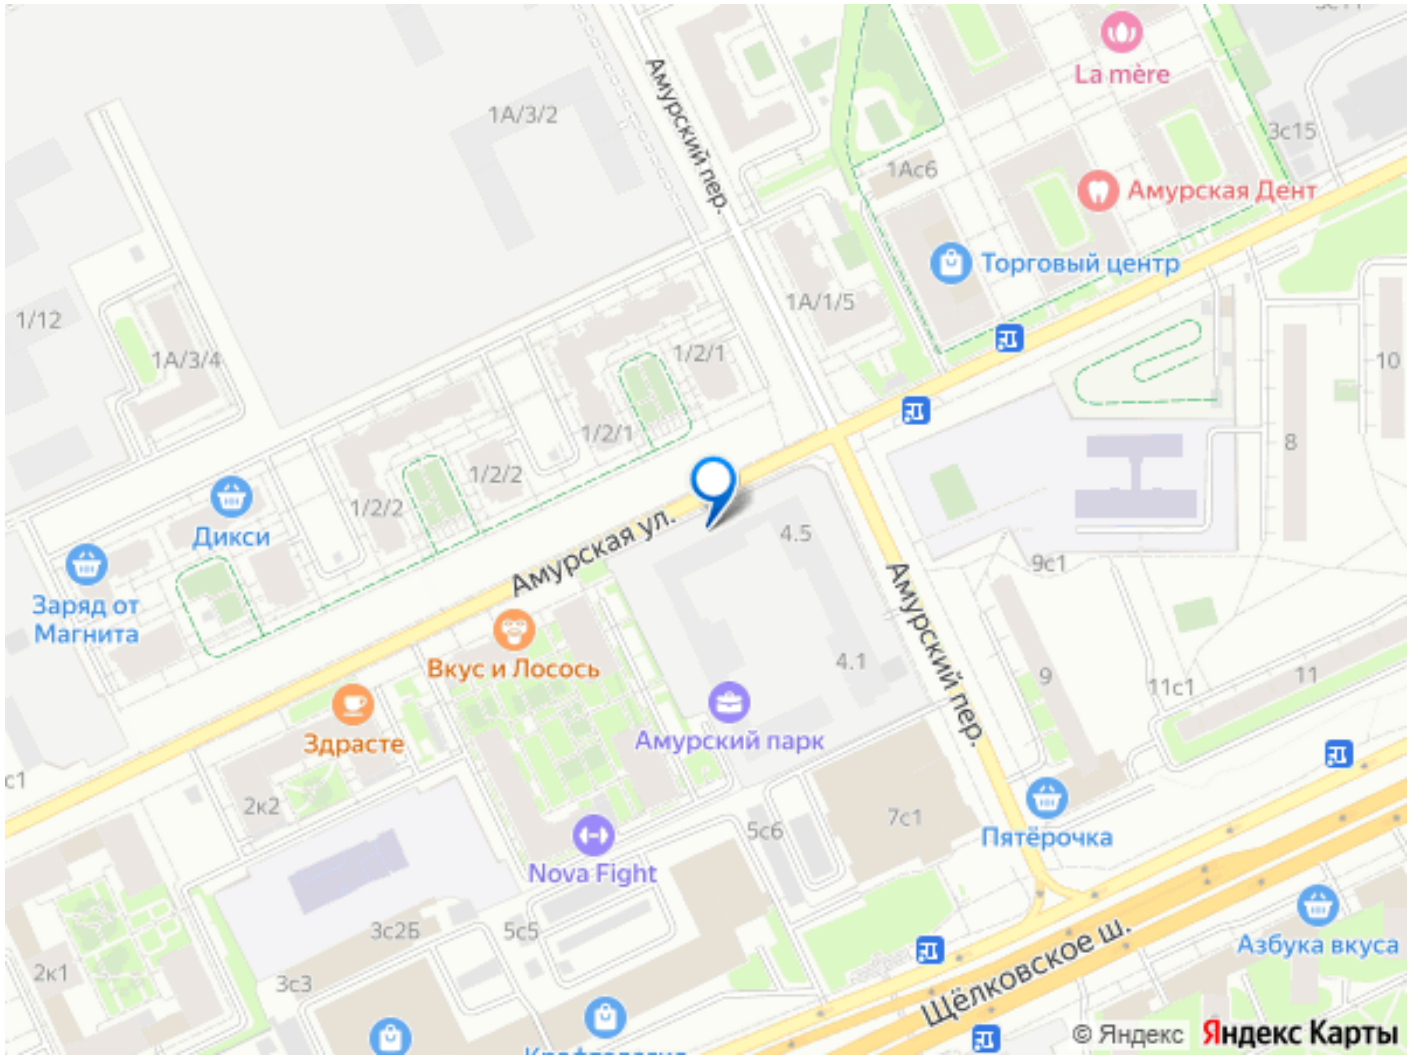 La mère
Амурский пер.
1А/3/2
3с15
1Ас6
Амурская Дент
Торговый центр
1А/1/5
1/12
1А/3/4
1/2/1
10
1/2/1
8
1/2/2
1/2/2
Дикси
Амурская ул.
4.5
9с1
Заряд от
Магнита
Амурский пер.
Вкус и Лосось
4.1
9
11с1
11
Здрасте
Амурский парк
с1
2к2
5с6
7с1
Пятёрочка
Nova Fight
3с2Б
5с5
Азбука вкуса
2к1
3с3
Щёлковское ш.
© Яндекс Яндекс Карты